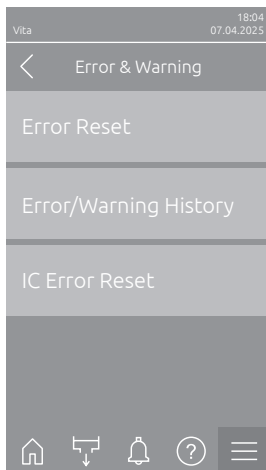 18:04
Vita 07.04.2025
Error & Warning
Error Reset
Error/Warning History
IC Error Reset
?